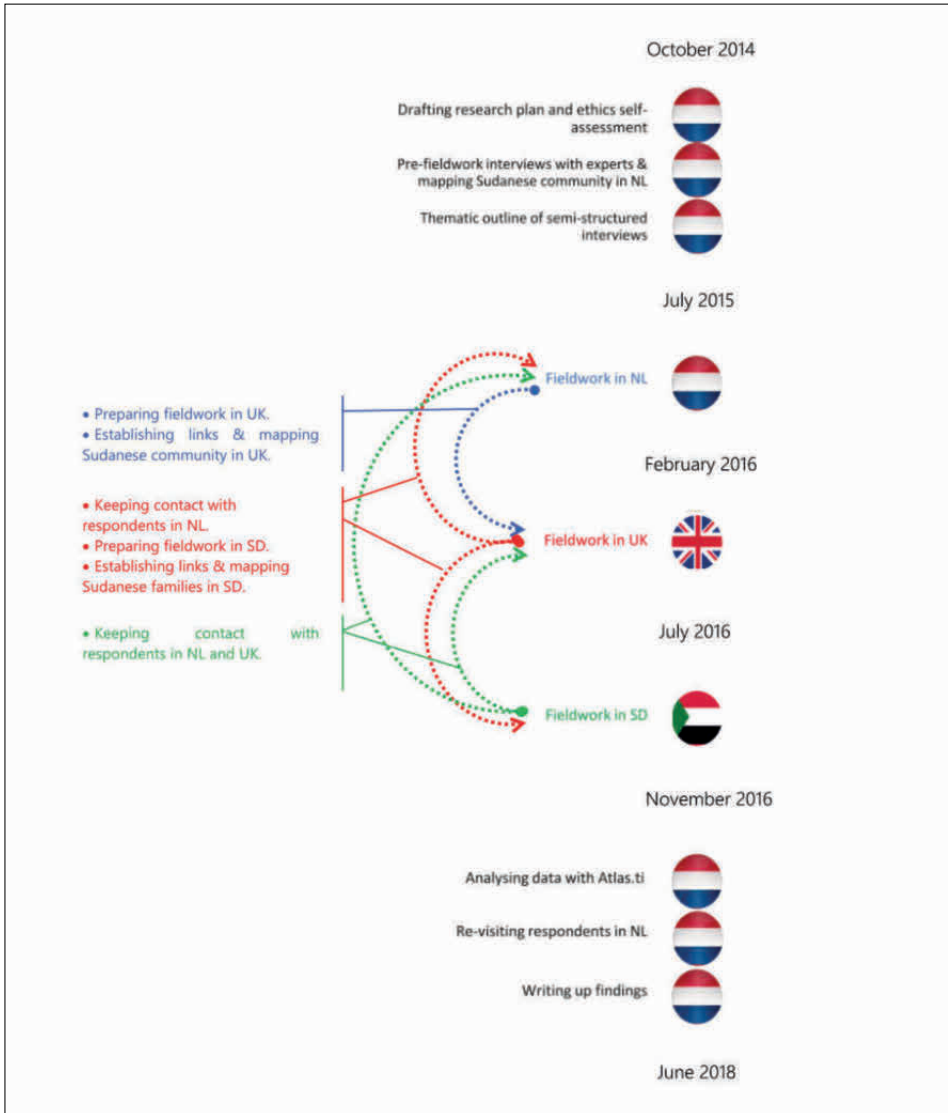 October 2014
Drafting research plan and ethics self-
assessment
Pre-fieldwork interviews with experts &
mapping Sudanese community in NL
Thematic outline of semi-structured
interviews
July 2015
Fieldwork in NL
• Preparing fieldwork in UK.
• Establishing links & mapping
Sudanese community in UK.
February 2016
• Keeping contact with
respondents in NL.
• Preparing fieldwork in SD.
• Establishing links & mapping
Sudanese families in SD.
Fieldwork in UK
July 2016
• Keeping contact with
respondents in NL and UK.
Fieldwork in SD
November 2016
Analysing data with Atlas.ti
Re-visiting respondents in NL
Writing up findings
June 2018